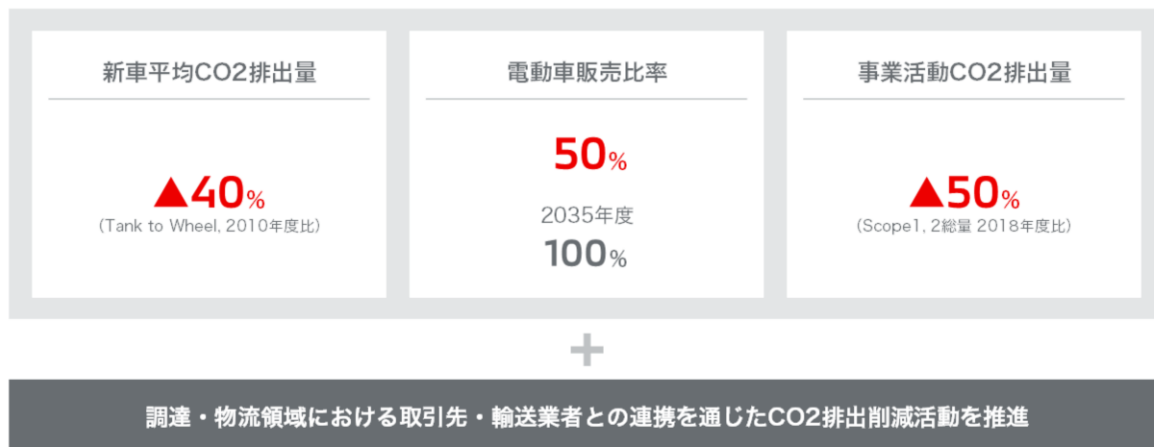 新車平均CO2排出量
▲40%
(Tank to Wheel, 2010年度比)
電動車販売比率
50%
2035年度
100%
事業活動CO2排出量
▲50%
(Scope1, 2総量 2018年度比)
+
調達・物流領域における取引先・輸送業者との連携を通じたCO2排出削減活動を推進